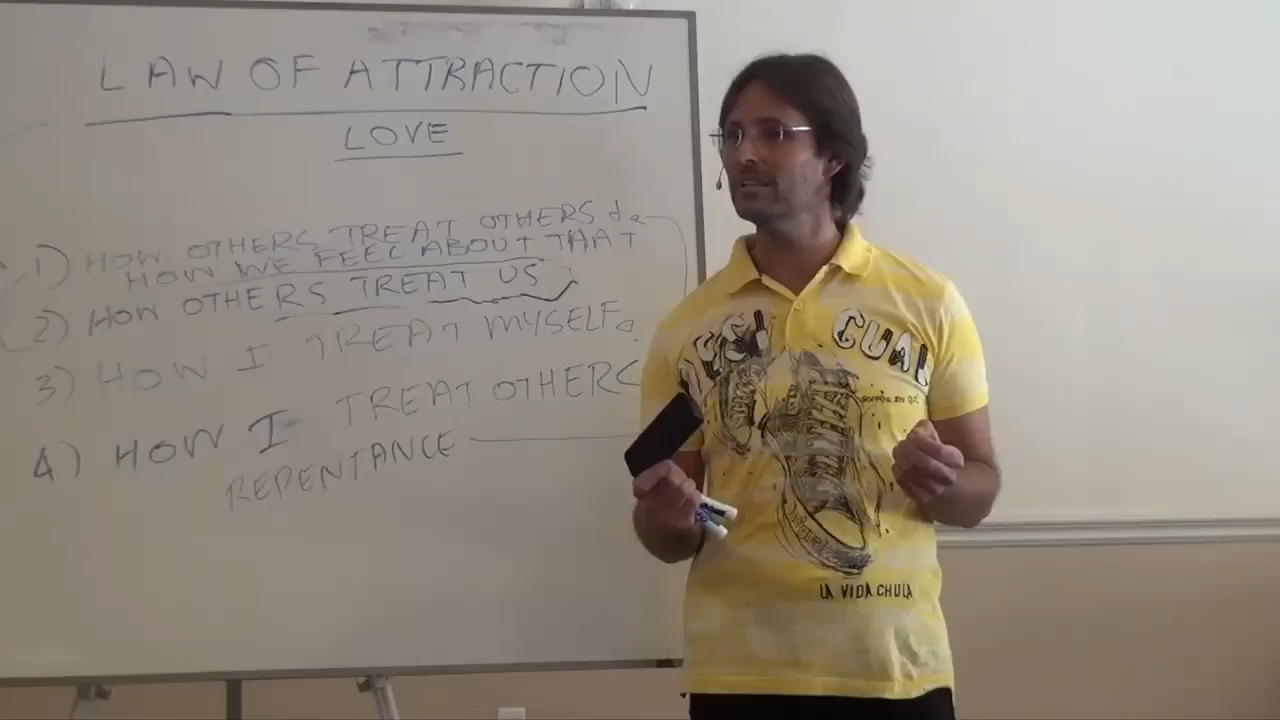 LAW OF ATTRACTION
LOVE
1) HOW OTHERS TREAT OTHERS &
HOW WE FEEL ABOUT THAT
2) HOW OTHERS TREAT US
3) HOW I TREAT MYSELF
4) HOW I TREAT OTHERS
REPENTANCE
CUAL
LA VIDA CHULA